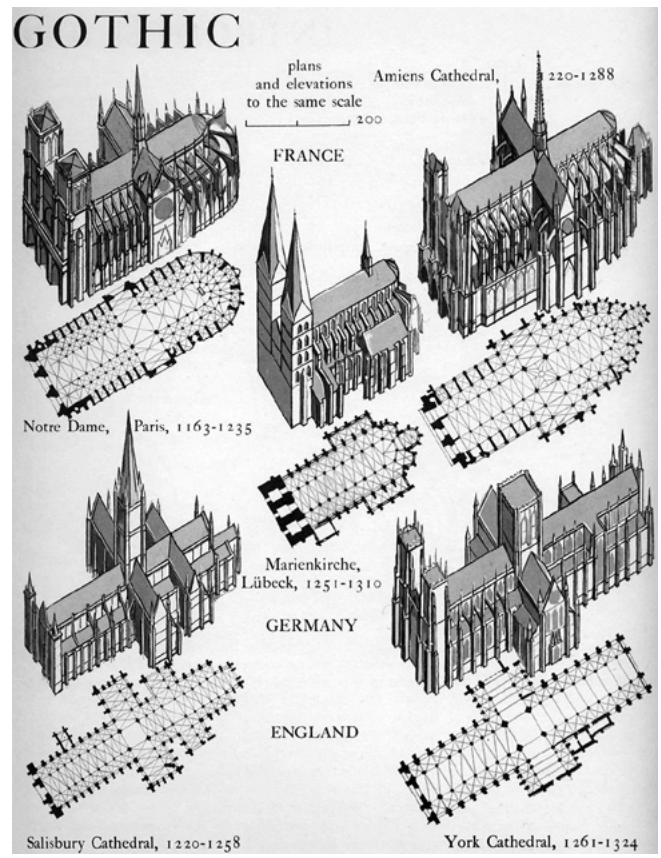 GOTHIC
plans
and elevations
to the same scale
200
Amiens Cathedral, 1220-1288
FRANCE
Notre Dame, Paris, 1163-1235
Marienkirche,
Lübeck, 1251-1310
GERMANY
ENGLAND
Salisbury Cathedral, 1220-1258
York Cathedral, 1261-1324